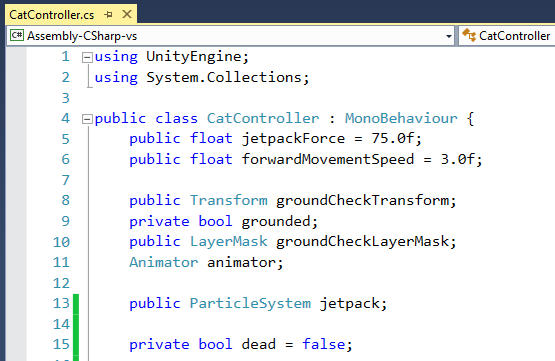 CatController.cs
C# Assembly-CSharp-vs CatController
1 using UnityEngine;
2 using System.Collections;
3
4 public class CatController : MonoBehaviour {
5 public float jetpackForce = 75.0f;
6 public float forwardMovementSpeed = 3.0f;
7
8 public Transform groundCheckTransform;
9 private bool grounded;
10 public LayerMask groundCheckLayerMask;
11 Animator animator;
12
13 public ParticleSystem jetpack;
14
15 private bool dead = false;